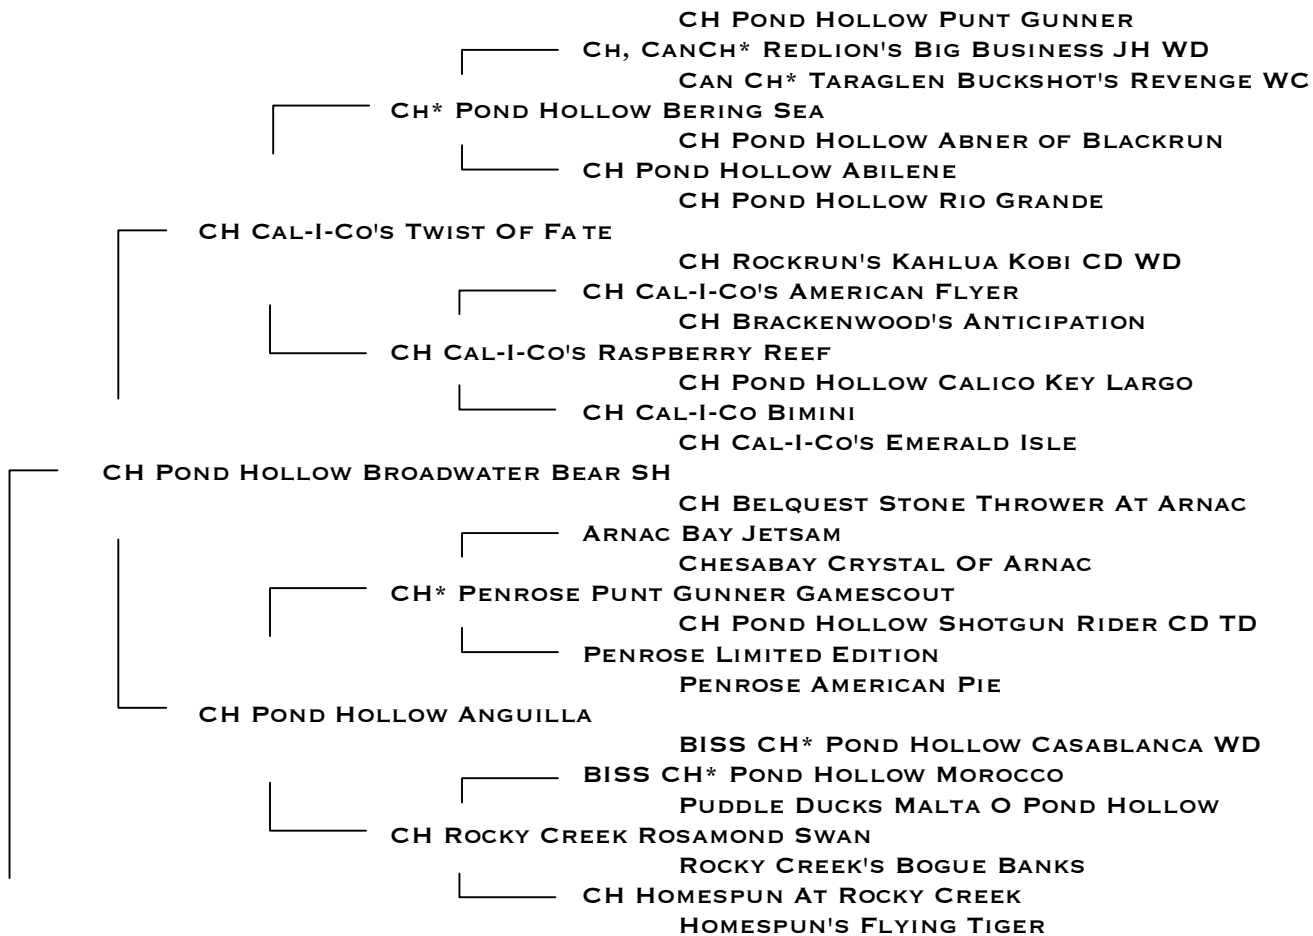 CH Pond Hollow Punt Gunner
Ch, CanCh* Redlion's Big Business JH WD
Can Ch* Taraglen Buckshot's Revenge WC
Ch* Pond Hollow Bering Sea
CH Pond Hollow Abner of Blackrun
CH Pond Hollow Abilene
CH Pond Hollow Rio Grande
CH Cal-I-Co's Twist Of Fate
CH Rockrun's Kahlua Kobi CD WD
CH Cal-I-Co's American Flyer
CH Brackenwood's Anticipation
CH Cal-I-Co's Raspberry Reef
CH Pond Hollow Calico Key Largo
CH Cal-I-Co Bimini
CH Cal-I-Co's Emerald Isle
CH Pond Hollow Broadwater Bear SH
CH Belquest Stone Thrower At Arnac
Arnac Bay Jetsam
Chesabay Crystal Of Arnac
CH* Penrose Punt Gunner Gamescout
CH Pond Hollow Shotgun Rider CD TD
Penrose Limited Edition
Penrose American Pie
CH Pond Hollow Anguilla
BISS CH* Pond Hollow Casablanca WD
BISS CH* Pond Hollow Morocco
Puddle Ducks Malta O Pond Hollow
CH Rocky Creek Rosamond Swan
Rocky Creek's Bogue Banks
CH Homespun At Rocky Creek
Homespun's Flying Tiger